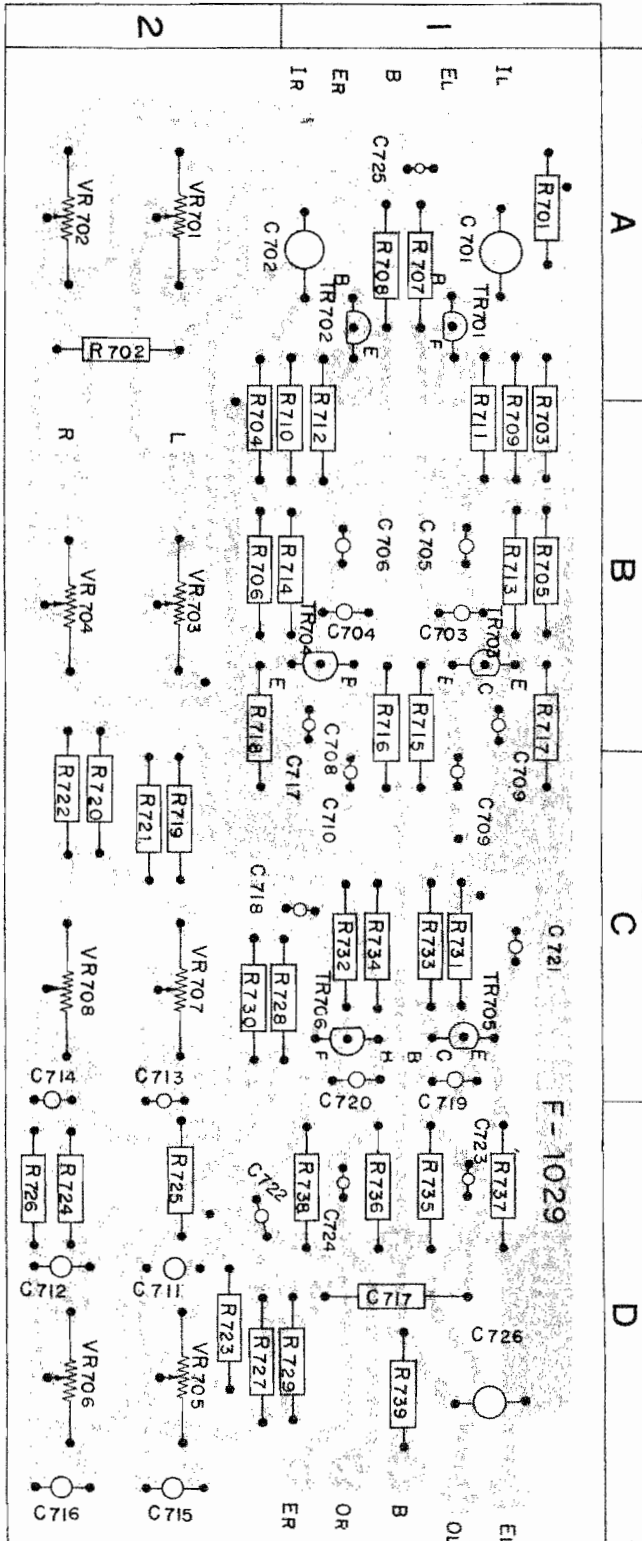 2
1
IR
ER
B
EL
IL
A
C725
R701
VR702
VR701
C702
R708
R707
C701
B
B
TR702
TR701
E
E
R702
R
L
R704
R710
R712
R711
R709
R703
B
R706
R714
C706
C705
R713
R705
VR704
VR703
TR704
C704
C703
TR703
E
B
E
C
E
R718
R716
R715
R717
C717
C708
C709
C710
C709
R722
R720
R721
R719
C
C718
R732
R734
R733
R731
C721
VR708
VR707
R730
R728
TR706
TR705
B
C
E
C714
C713
C720
C719
F-1029
D
R726
R724
R725
C722
R738
C724
R736
R735
C723
R737
C712
C711
R723
R727
R729
C717
C726
R739
VR706
VR705
C716
C715
ER
OR
B
OL